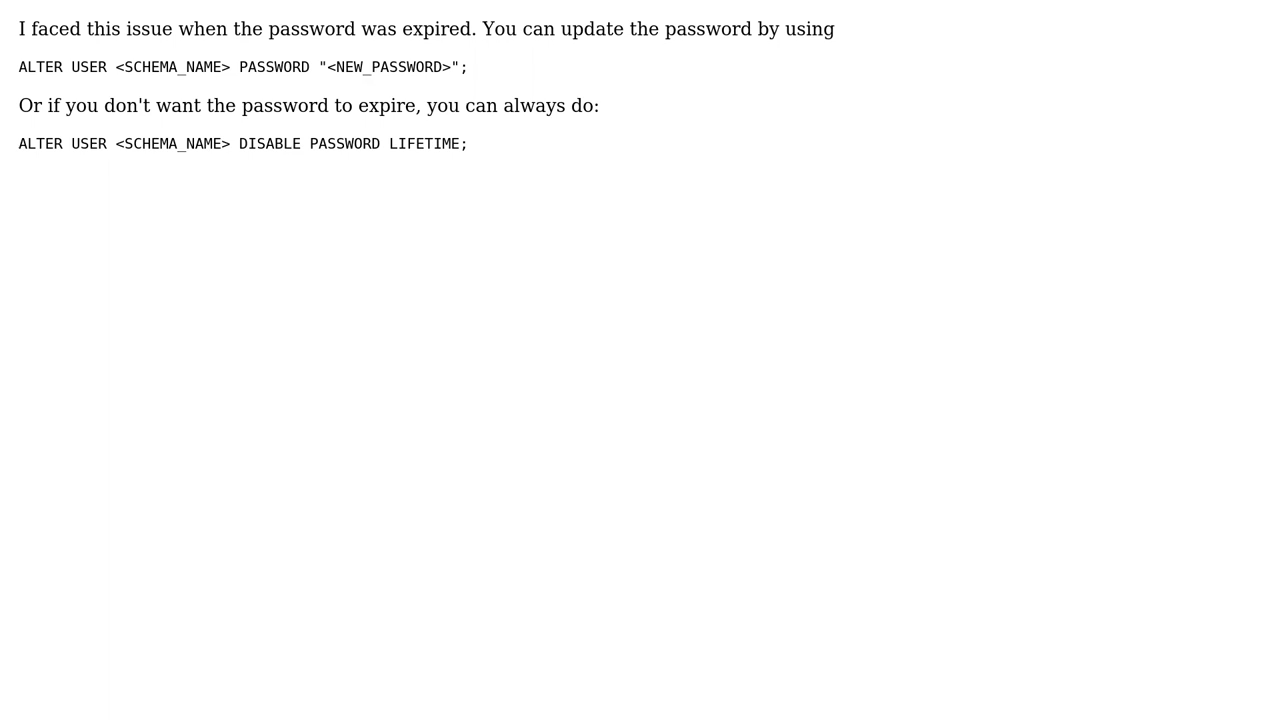 I faced this issue when the password was expired. You can update the password by using
ALTER USER <SCHEMA_NAME> PASSWORD "<NEW_PASSWORD>";
Or if you don't want the password to expire, you can always do:
ALTER USER <SCHEMA_NAME> DISABLE PASSWORD LIFETIME;